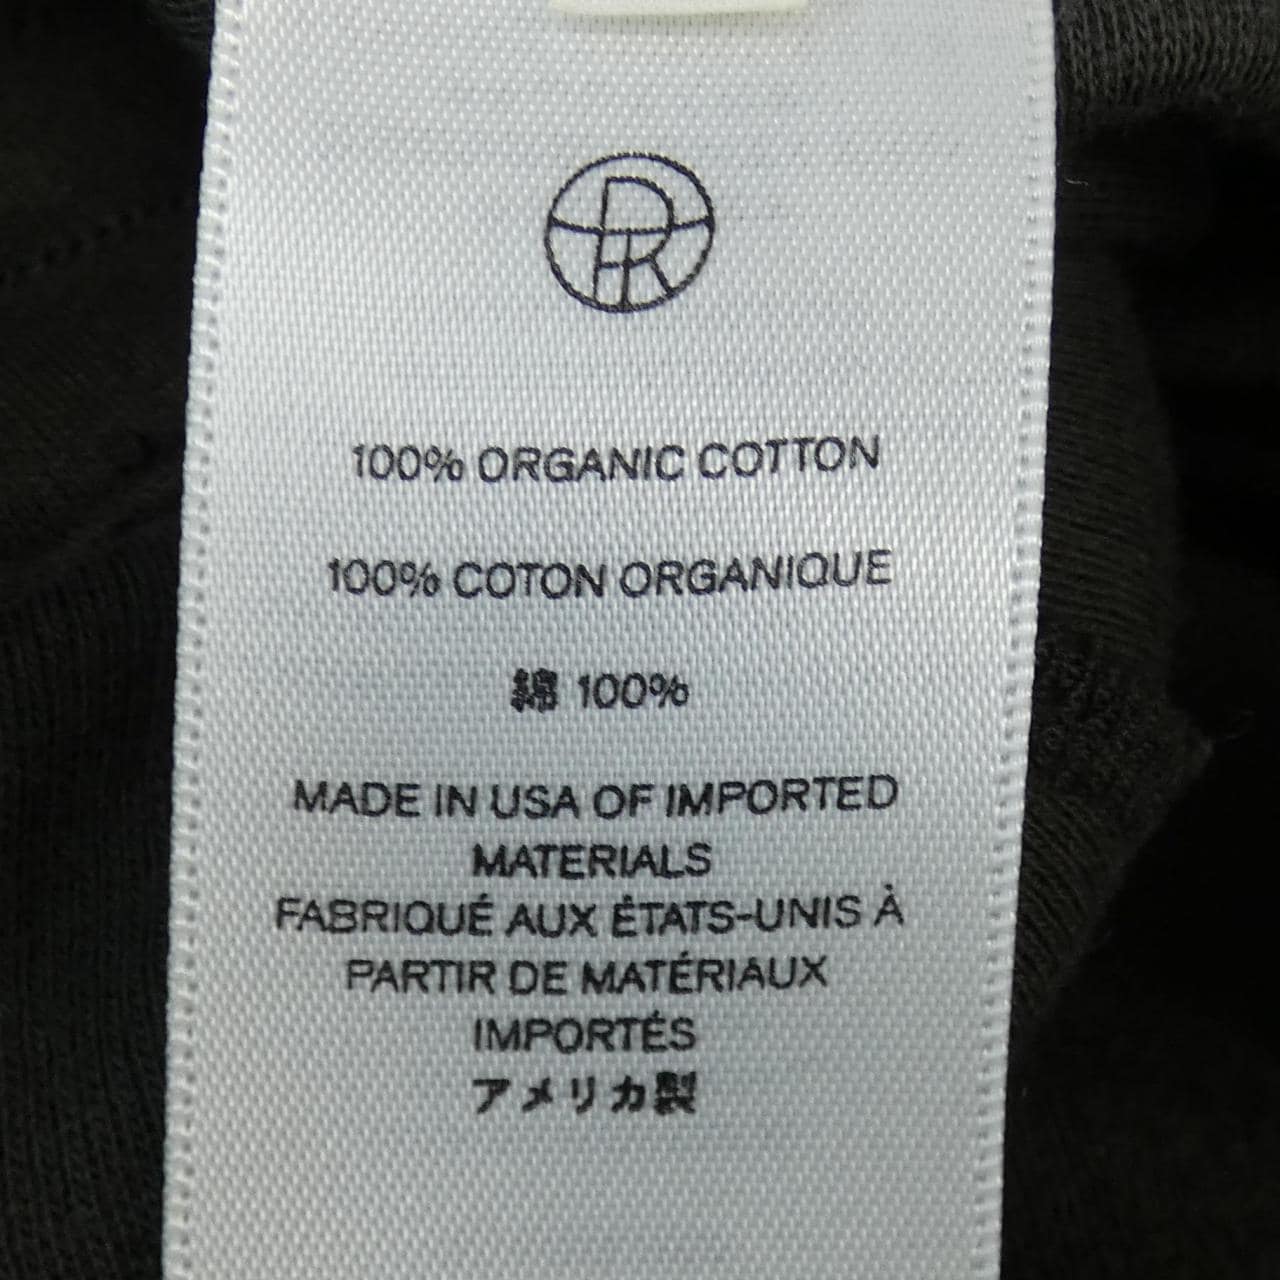 100% ORGANIC COTTON
100% COTON ORGANIQUE
綿 100%
MADE IN USA OF IMPORTED
MATERIALS
FABRIQUÉ AUX ÉTATS-UNIS À
PARTIR DE MATÉRIAUX
IMPORTÉS
アメリカ製